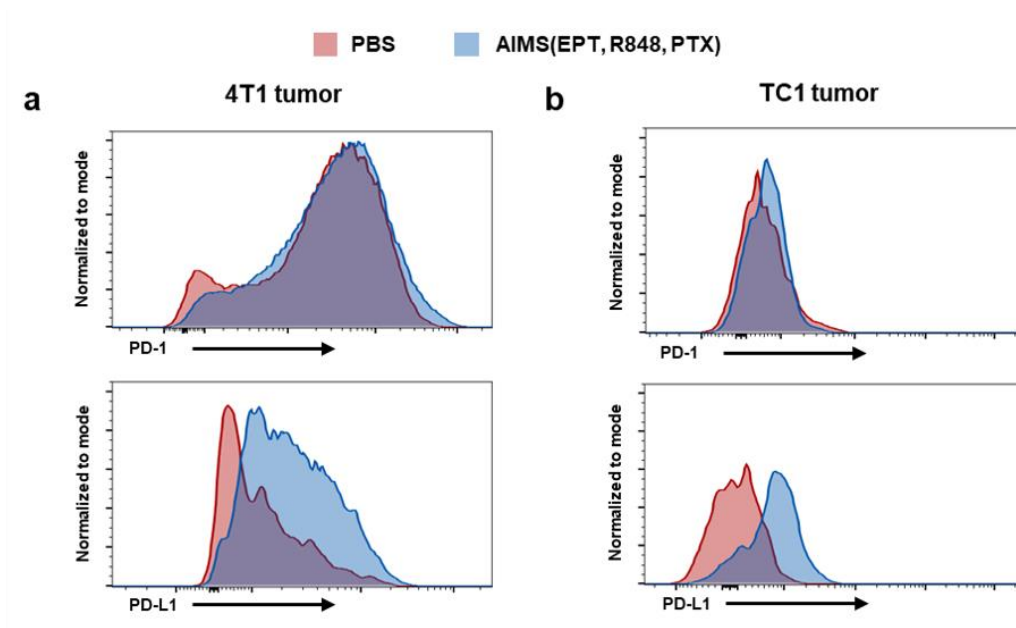 PBS AIMS(EPT, R848, PTX)
a 4T1 tumor b TC1 tumor
Normalized to mode Normalized to mode
PD-1 PD-1
Normalized to mode Normalized to mode
PD-L1 PD-L1